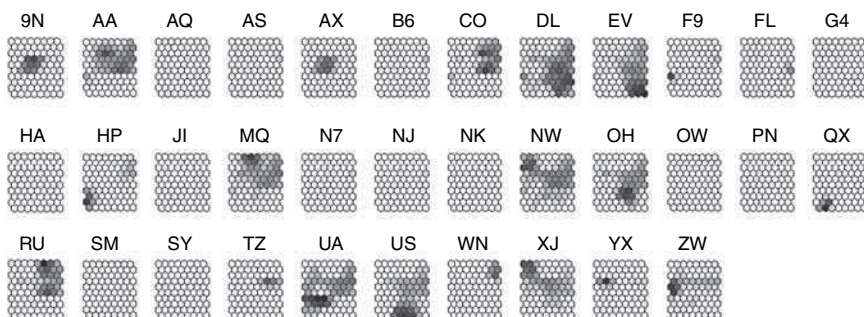 9N AA AQ AS AX B6 CO DL EV F9 FL G4
HA HP JI MQ N7 NJ NK NW OH OW PN QX
RU SM SY TZ UA US WN XJ YX ZW